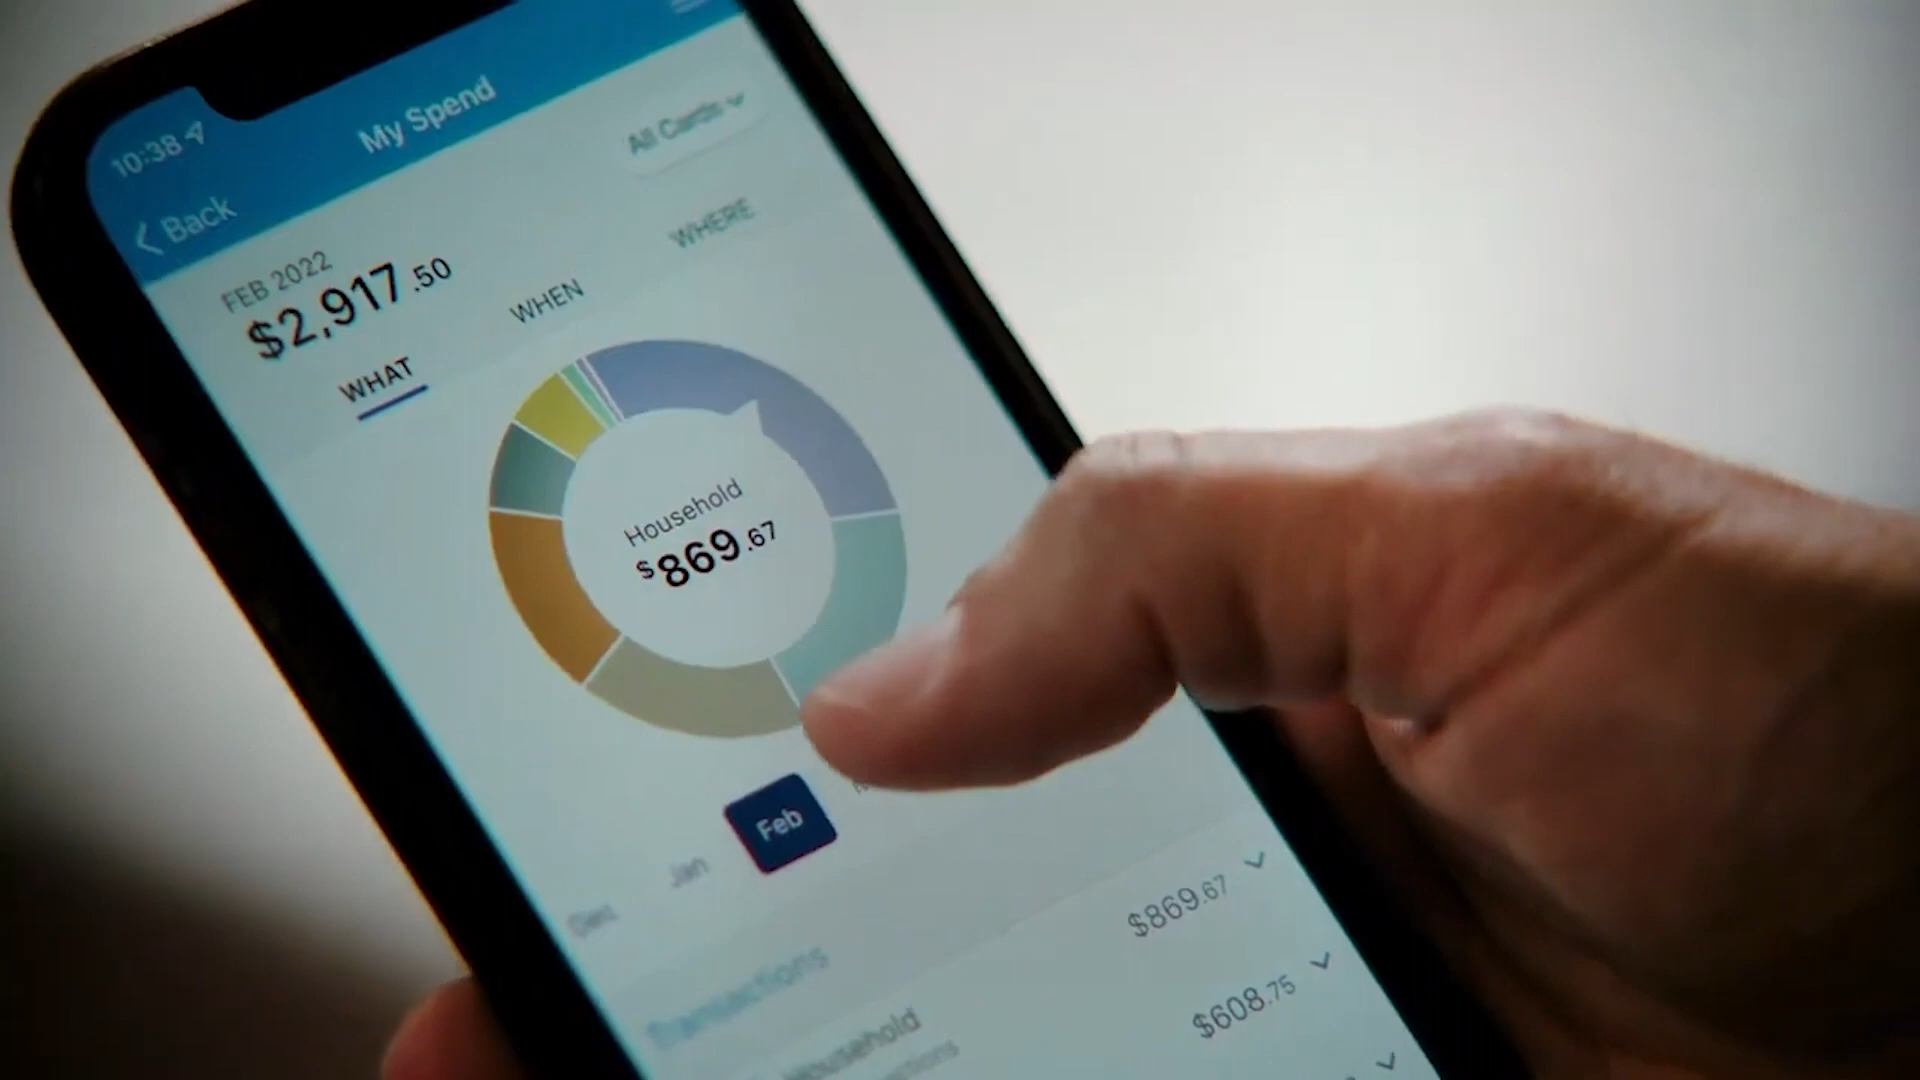 10:38
My Spend
Back
All Cards
FEB 2022
$2,917.50
WHAT
WHEN
WHERE
Household
$869.67
Dec
Jan
Feb
Transactions
Household
$869.67
$608.75